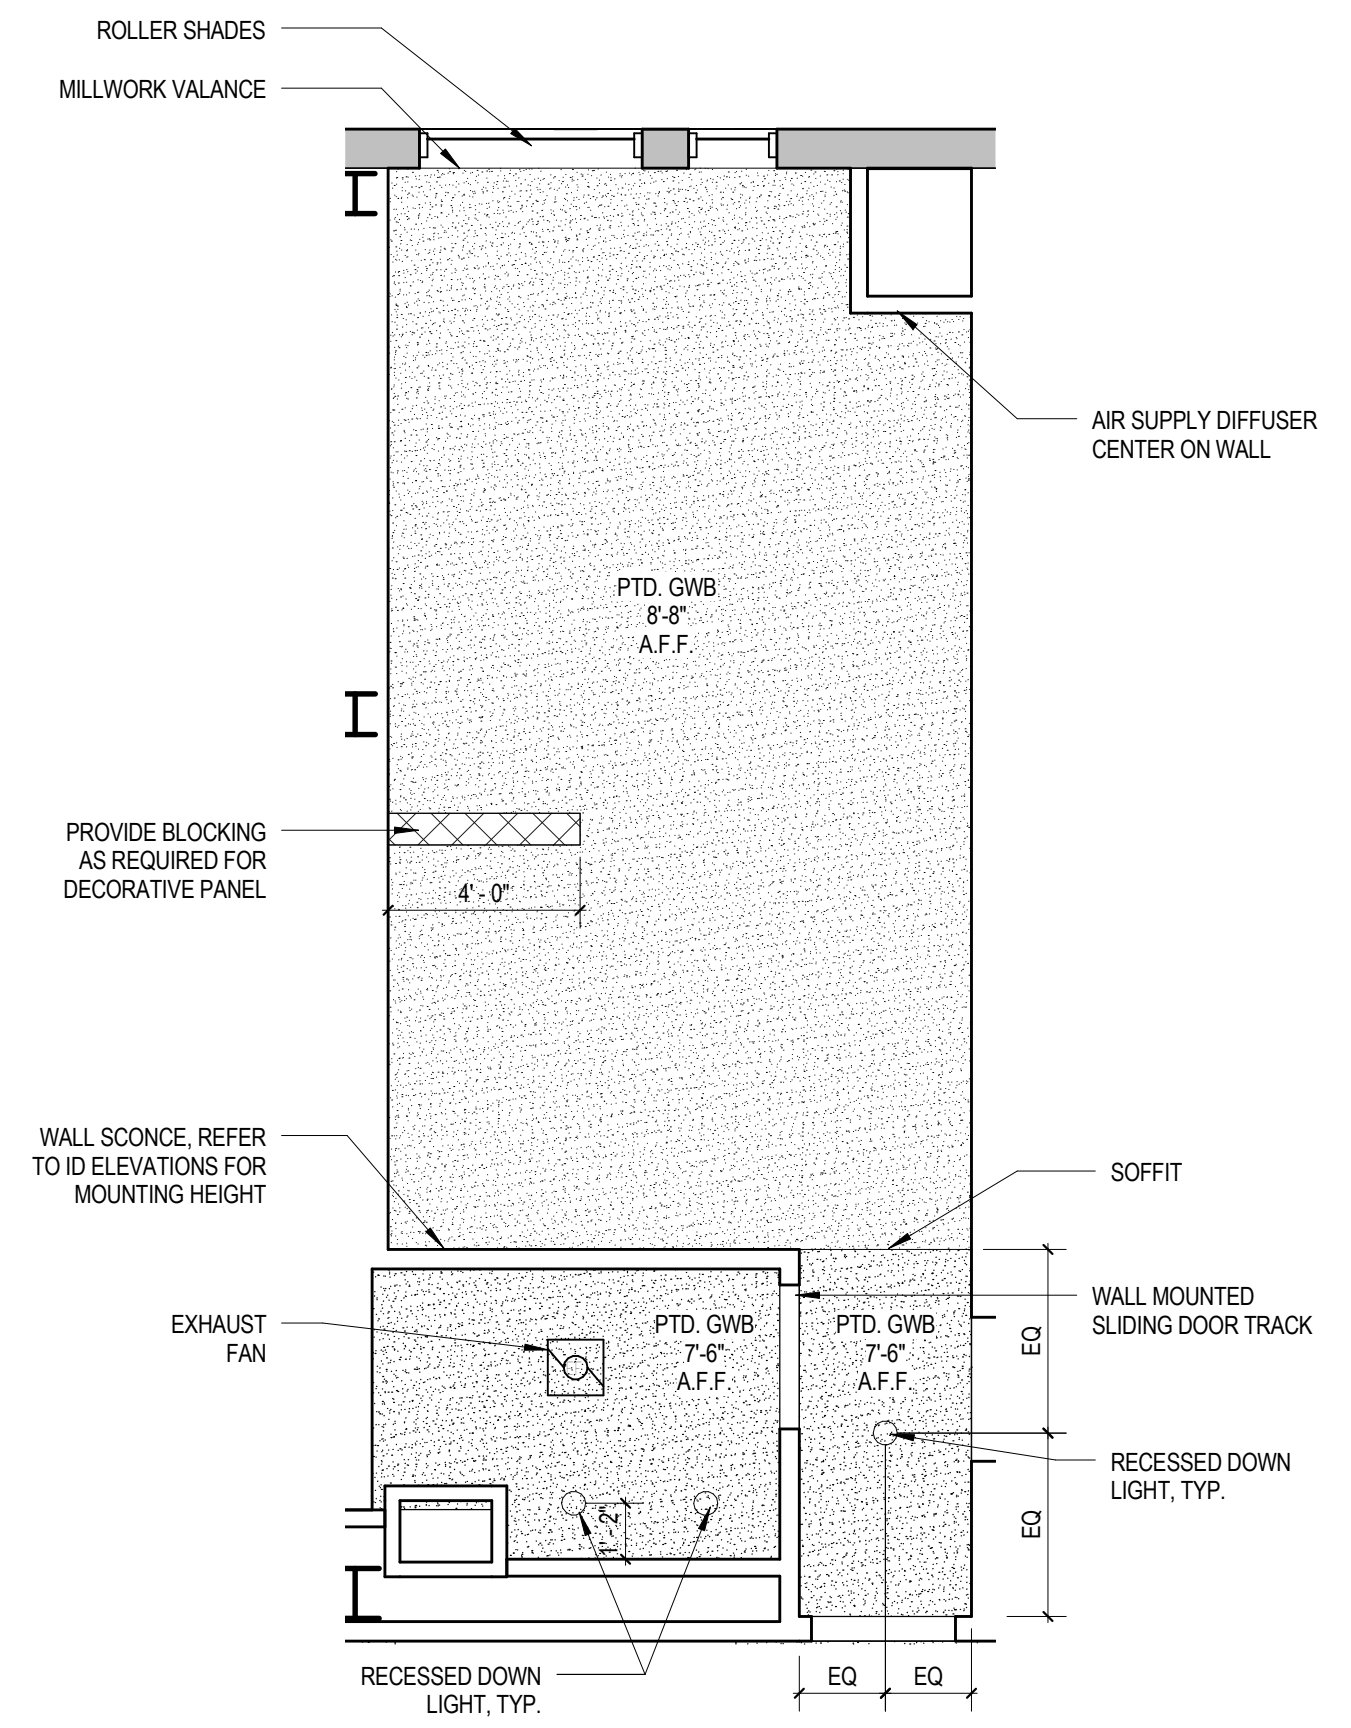 ROLLER SHADES
MILLWORK VALANCE
AIR SUPPLY DIFFUSER
CENTER ON WALL
PTD. GWB
8'-8"
A.F.F.
PROVIDE BLOCKING
AS REQUIRED FOR
DECORATIVE PANEL
4' - 0"
WALL SCONCE, REFER
TO ID ELEVATIONS FOR
MOUNTING HEIGHT
SOFFIT
EXHAUST
FAN
PTD. GWB
7'-6"
A.F.F.
PTD. GWB
7'-6"
A.F.F.
WALL MOUNTED
SLIDING DOOR TRACK
EQ
RECESSED DOWN
LIGHT, TYP.
EQ
1' - 2"
RECESSED DOWN
LIGHT, TYP.
EQ
EQ